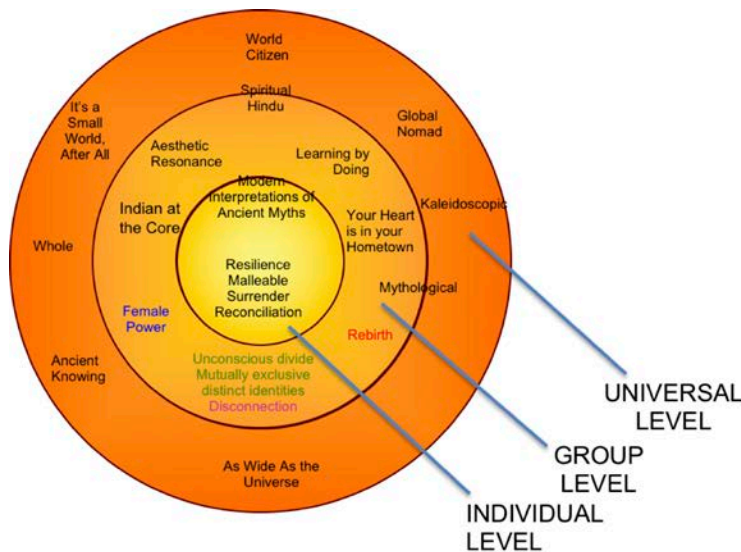 World
Citizen
Spiritual
Hindu
It's a
Small
World,
After All
Global
Nomad
Aesthetic
Resonance
Learning by
Doing
Modern
Interpretations of
Ancient Myths
Kaleidoscopic
Indian at
the Core
Your Heart
is in your
Hometown
Whole
Resilience
Malleable
Surrender
Reconciliation
Mythological
Female
Power
Rebirth
Ancient
Knowing
Unconscious divide
Mutually exclusive
distinct identities
Disconnection
As Wide As the
Universe
UNIVERSAL
LEVEL
GROUP
LEVEL
INDIVIDUAL
LEVEL